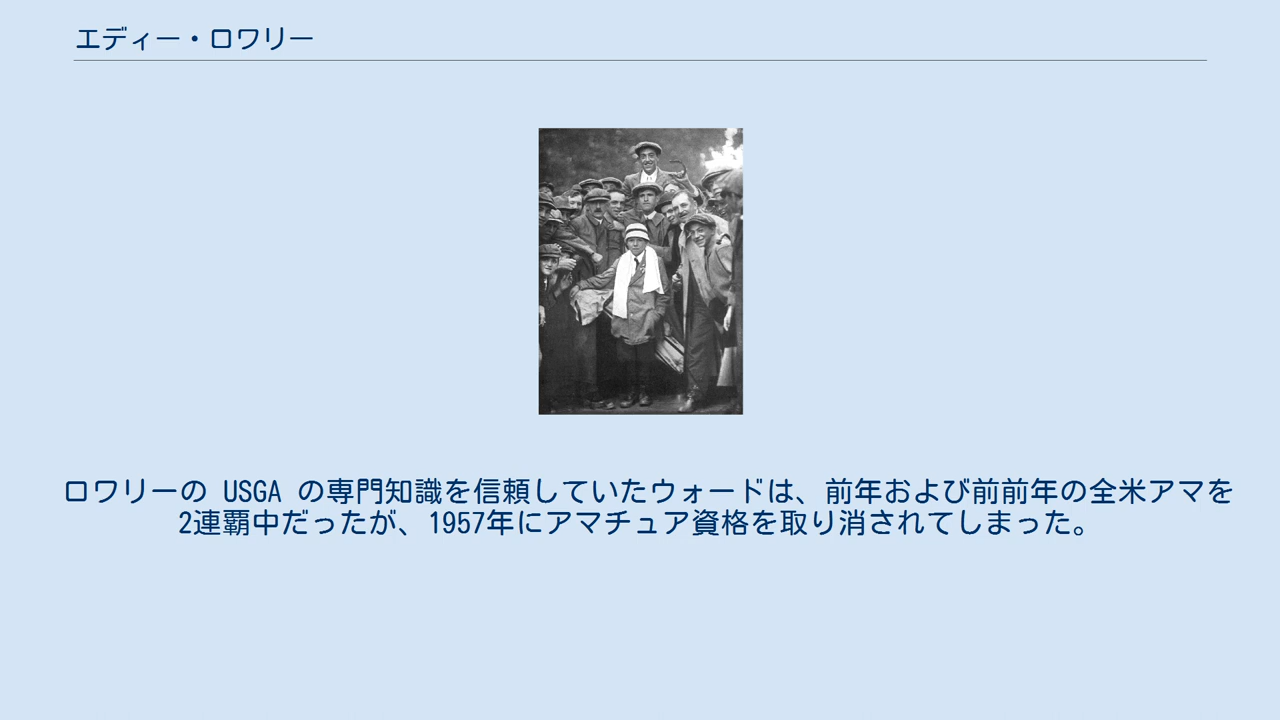 エディー・ロワリー
ロワリーの USGA の専門知識を信頼していたウォードは、前年および前前年の全米アマを
2連覇中だったが、1957年にアマチュア資格を取り消されてしまった。